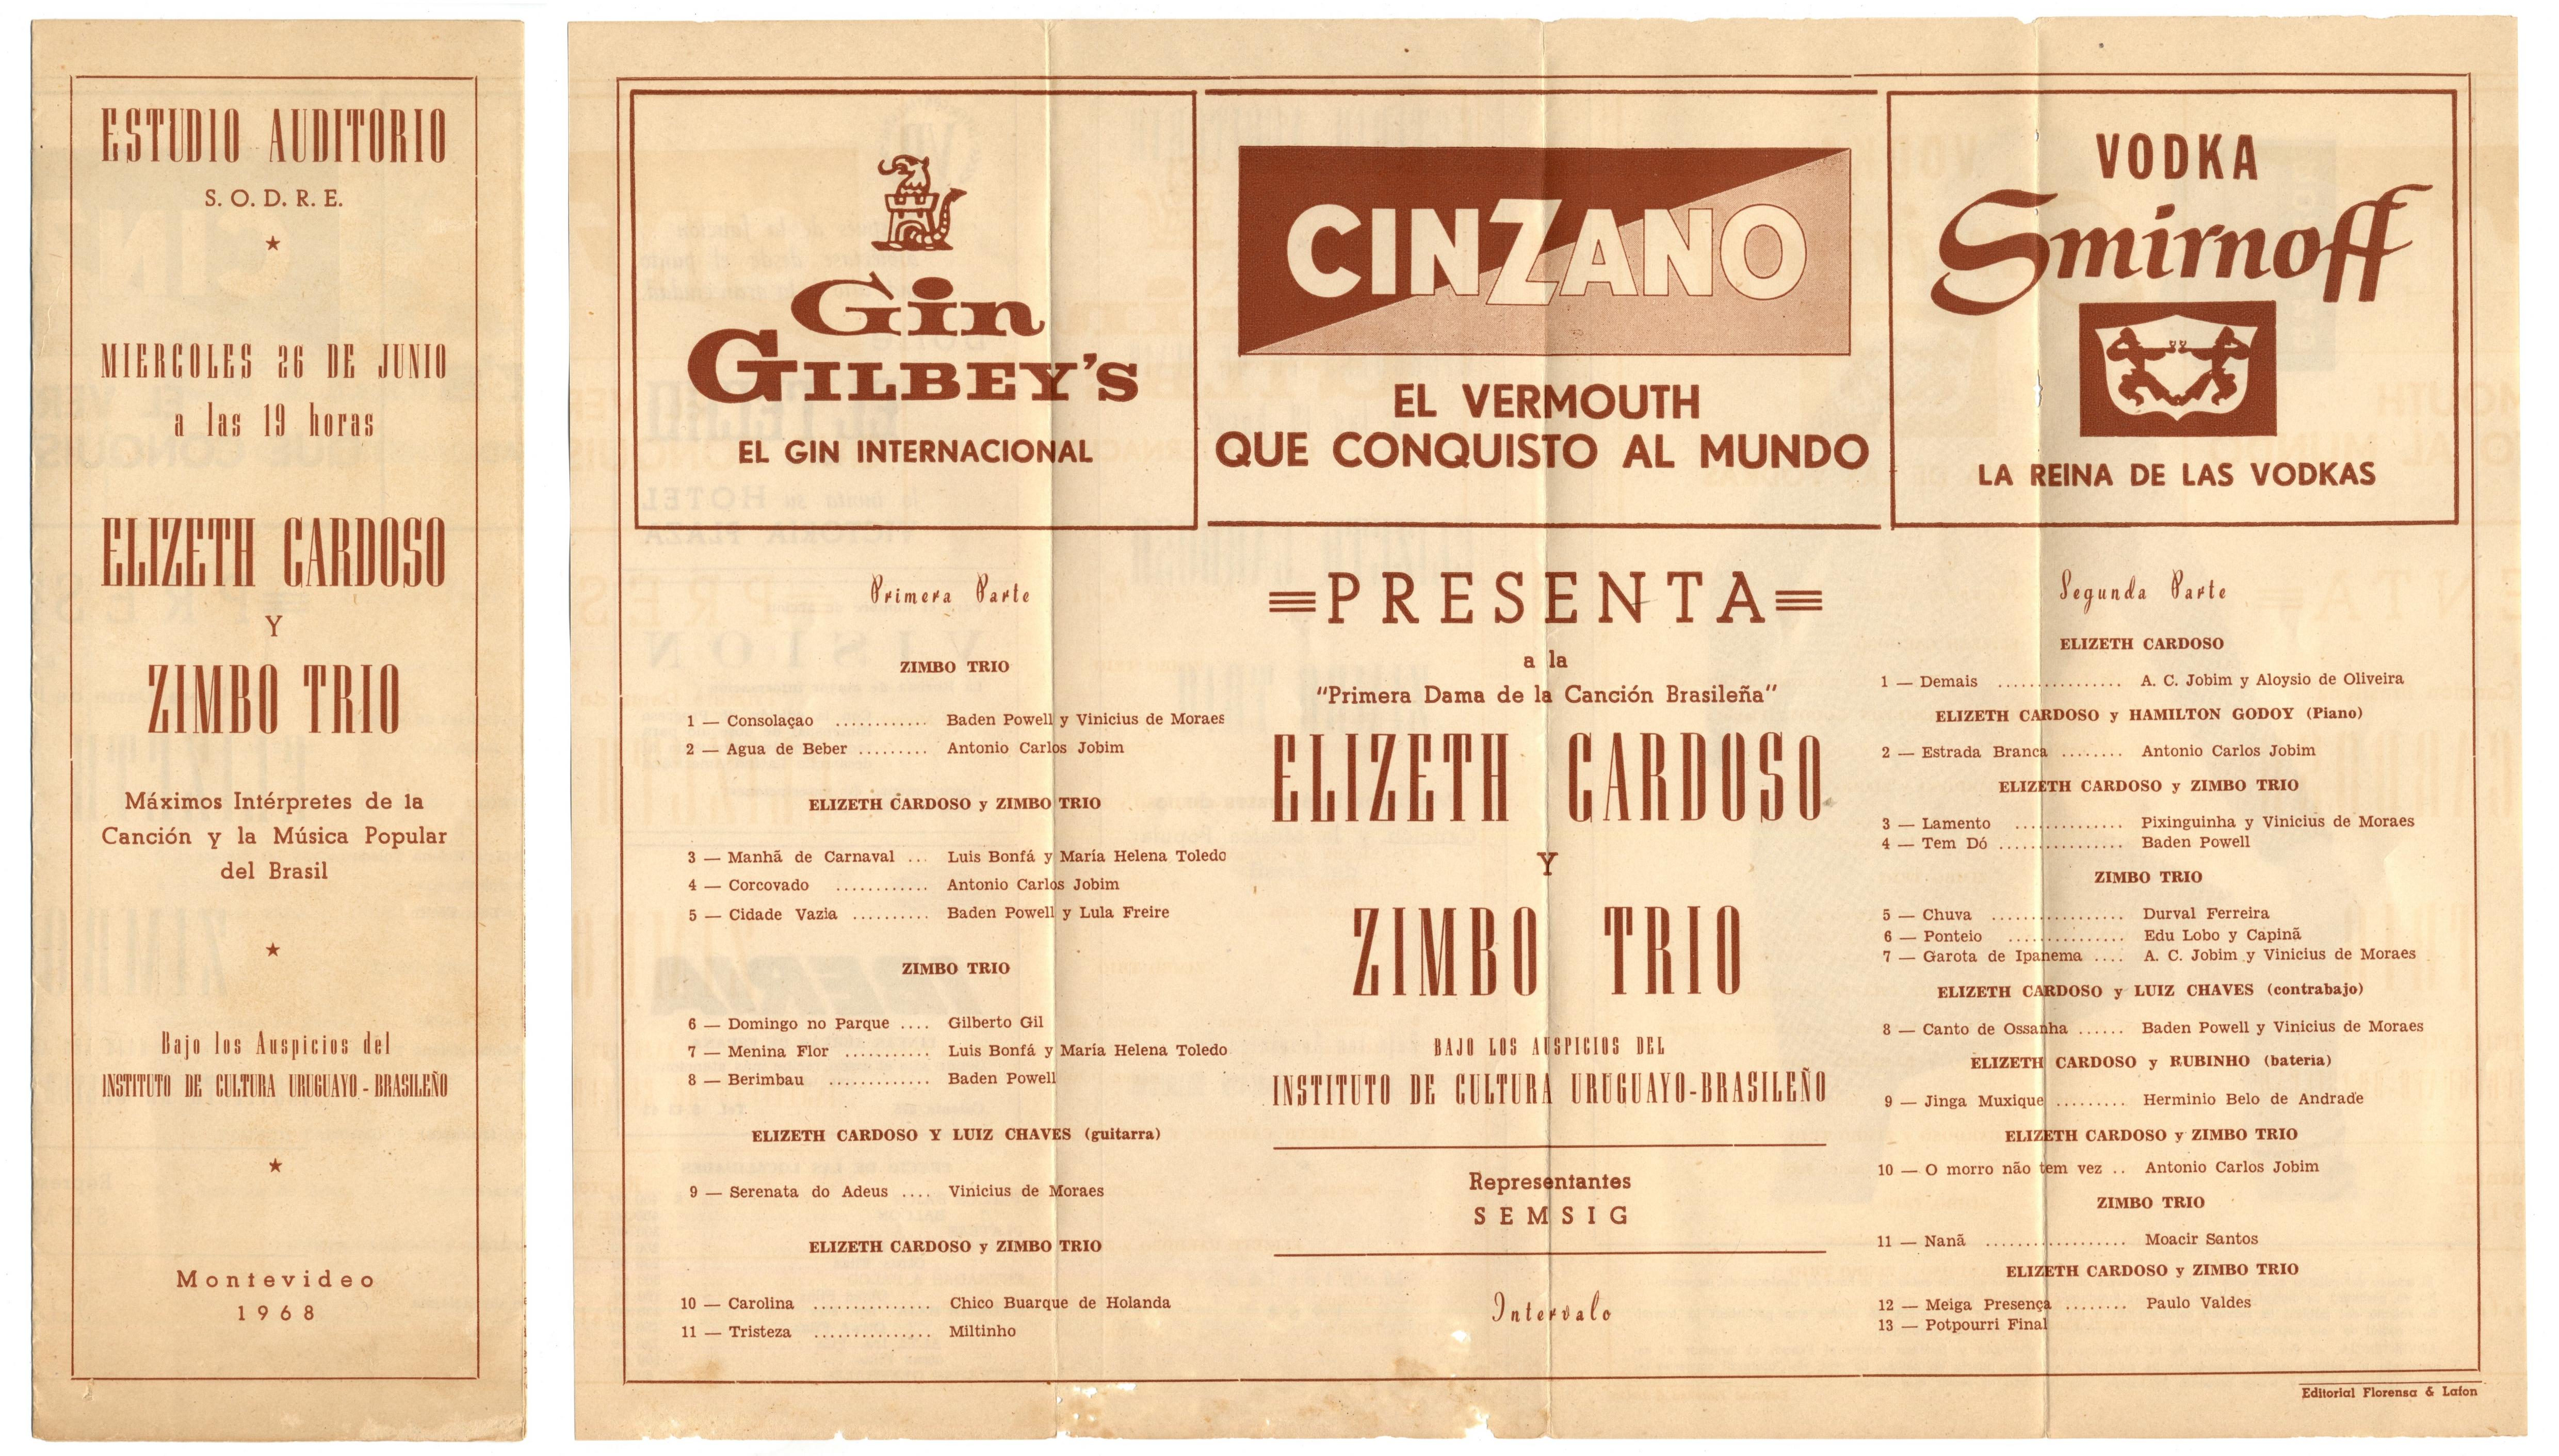 ESTUDIO AUDITORIO
S. O. D. R. E.
MIERCOLES 26 DE JUNIO
a las 19 horas
ELIZETH CARDOSO
Y
ZIMBO TRIO
Máximos Intérpretes de la
Canción y la Música Popular
del Brasil
Bajo los Auspicios del
INSTITUTO DE CULTURA URUGUAYO - BRASILEÑO
Montevideo
1968
Gin
GILBEY'S
EL GIN INTERNACIONAL
CINZANO
EL VERMOUTH
QUE CONQUISTO AL MUNDO
VODKA
Smirnoff
LA REINA DE LAS VODKAS
Primera Parte
ZIMBO TRIO
1 — Consolaçao ............ Baden Powell y Vinicius de Moraes
2 — Agua de Beber ......... Antonio Carlos Jobim
ELIZETH CARDOSO y ZIMBO TRIO
3 — Manhã de Carnaval ... Luis Bonfá y María Helena Toledo
4 — Corcovado ............ Antonio Carlos Jobim
5 — Cidade Vazia .......... Baden Powell y Lula Freire
ZIMBO TRIO
6 — Domingo no Parque .... Gilberto Gil
7 — Menina Flor ........... Luis Bonfá y María Helena Toledo
8 — Berimbau ............. Baden Powell
ELIZETH CARDOSO Y LUIZ CHAVES (guitarra)
9 — Serenata do Adeus .... Vinicius de Moraes
ELIZETH CARDOSO y ZIMBO TRIO
10 — Carolina ............... Chico Buarque de Holanda
11 — Tristeza ............... Miltinho
PRESENTA
a la
"Primera Dama de la Canción Brasileña"
ELIZETH CARDOSO
Y
ZIMBO TRIO
BAJO LOS AUSPICIOS DEL
INSTITUTO DE CULTURA URUGUAYO-BRASILEÑO
Representantes
SEMSIG
Intervalo
Segunda Parte
ELIZETH CARDOSO
1 — Demais ................ A. C. Jobim y Aloysio de Oliveira
ELIZETH CARDOSO y HAMILTON GODOY (Piano)
2 — Estrada Branca ........ Antonio Carlos Jobim
ELIZETH CARDOSO y ZIMBO TRIO
3 — Lamento .............. Pixinguinha y Vinicius de Moraes
4 — Tem Dó ................ Baden Powell
ZIMBO TRIO
5 — Chuva ................. Durval Ferreira
6 — Ponteio ............... Edu Lobo y Capinã
7 — Garota de Ipanema .... A. C. Jobim y Vinicius de Moraes
ELIZETH CARDOSO y LUIZ CHAVES (contrabajo)
8 — Canto de Ossanha ...... Baden Powell y Vinicius de Moraes
ELIZETH CARDOSO y RUBINHO (bateria)
9 — Jinga Muxique ......... Herminio Belo de Andrade
ELIZETH CARDOSO y ZIMBO TRIO
10 — O morro não tem vez .. Antonio Carlos Jobim
ZIMBO TRIO
11 — Nanã .................. Moacir Santos
ELIZETH CARDOSO y ZIMBO TRIO
12 — Meiga Presença ........ Paulo Valdes
13 — Potpourri Final
Editorial Florensa & Lafon